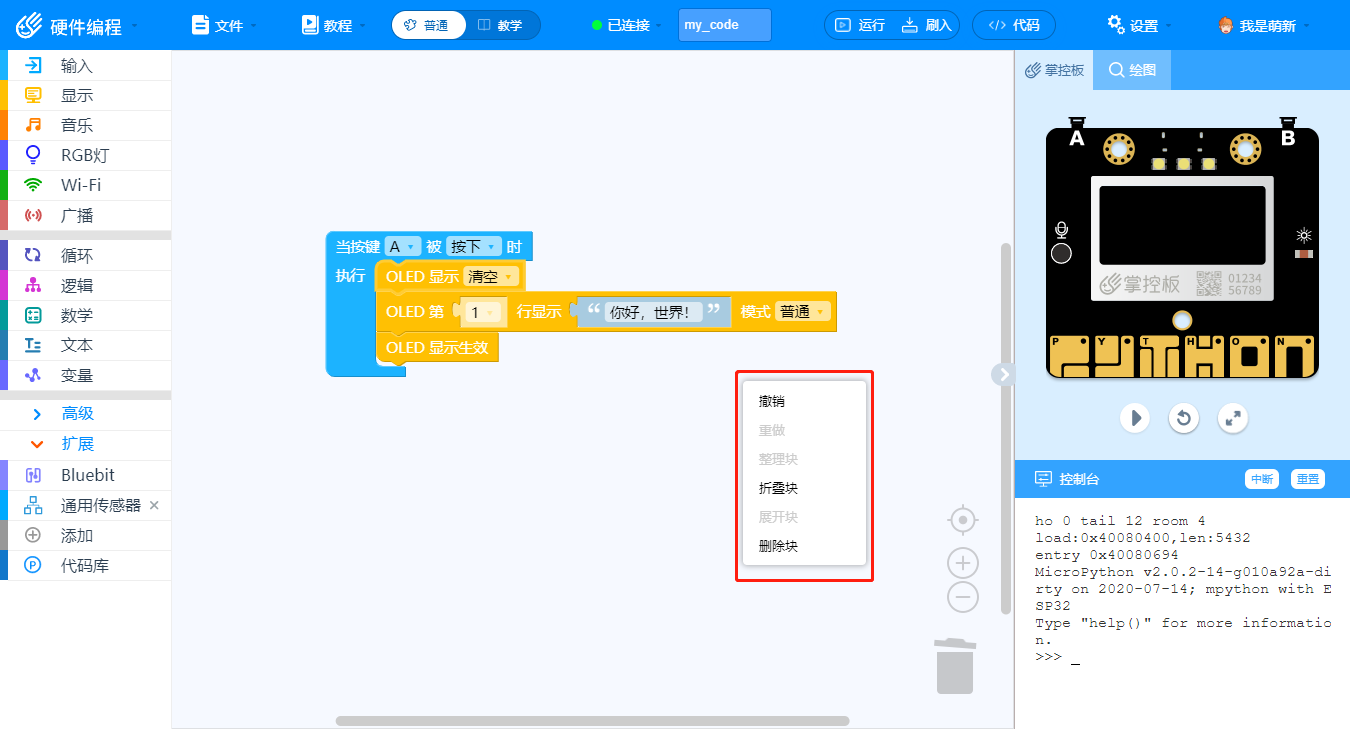 硬件编程 文件 教程 普通 教学 已连接 my_code 运行 刷入 </> 代码 设置 我是萌新
输入
显示
音乐
RGB灯
Wi-Fi
广播
循环
逻辑
数学
文本
变量
高级
扩展
Bluebit
通用传感器 ×
添加
代码库
当按键 A 被 按下 时
执行 OLED 显示 清空
OLED 第 1 行显示 “ 你好，世界！ ” 模式 普通
OLED 显示生效
撤销
重做
整理块
折叠块
展开块
删除块
掌控板 绘图
A B
掌控板 01234
56789
P Y T H O N
PYTHON
控制台 中断 重置
ho 0 tail 12 room 4
load:0x40080400,len:5432
entry 0x40080694
MicroPython v2.0.2-14-g010a92a-di
rty on 2020-07-14; mpython with E
SP32
Type "help()" for more informatio
n.
>>> _